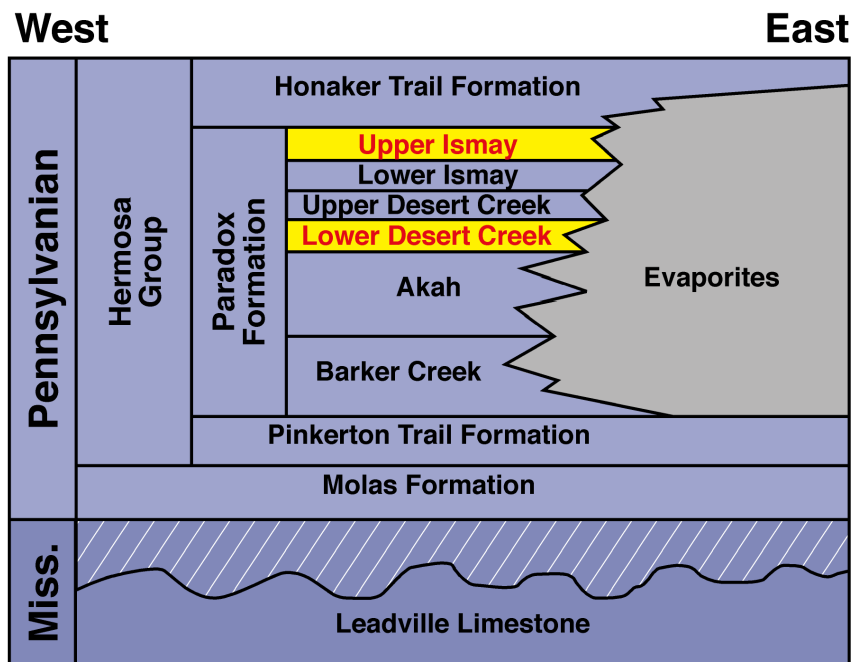 West
East
Pennsylvanian
Hermosa
Group
Honaker Trail Formation
Paradox
Formation
Upper Ismay
Lower Ismay
Upper Desert Creek
Lower Desert Creek
Akah
Barker Creek
Evaporites
Pinkerton Trail Formation
Molas Formation
Miss.
Leadville Limestone